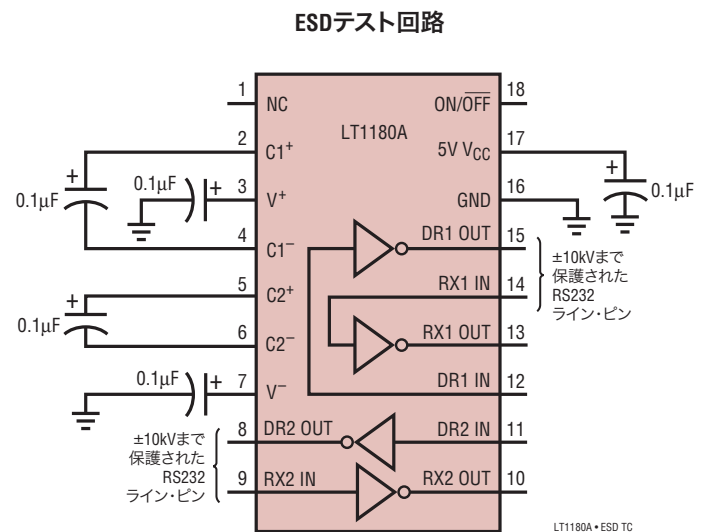 ESDテスト回路
1 NC
ON/OFF 18
LT1180A
2 C1+
5V VCC 17
+
0.1μF
0.1μF + 3 V+
+
0.1μF
GND 16
4 C1−
DR1 OUT 15
±10kVまで
保護された
RS232
ライン・ピン
5 C2+
RX1 IN 14
+
0.1μF
6 C2−
RX1 OUT 13
0.1μF + 7 V−
DR1 IN 12
±10kVまで
保護された
RS232
ライン・ピン
8 DR2 OUT
DR2 IN 11
9 RX2 IN
RX2 OUT 10
LT1180A • ESD TC